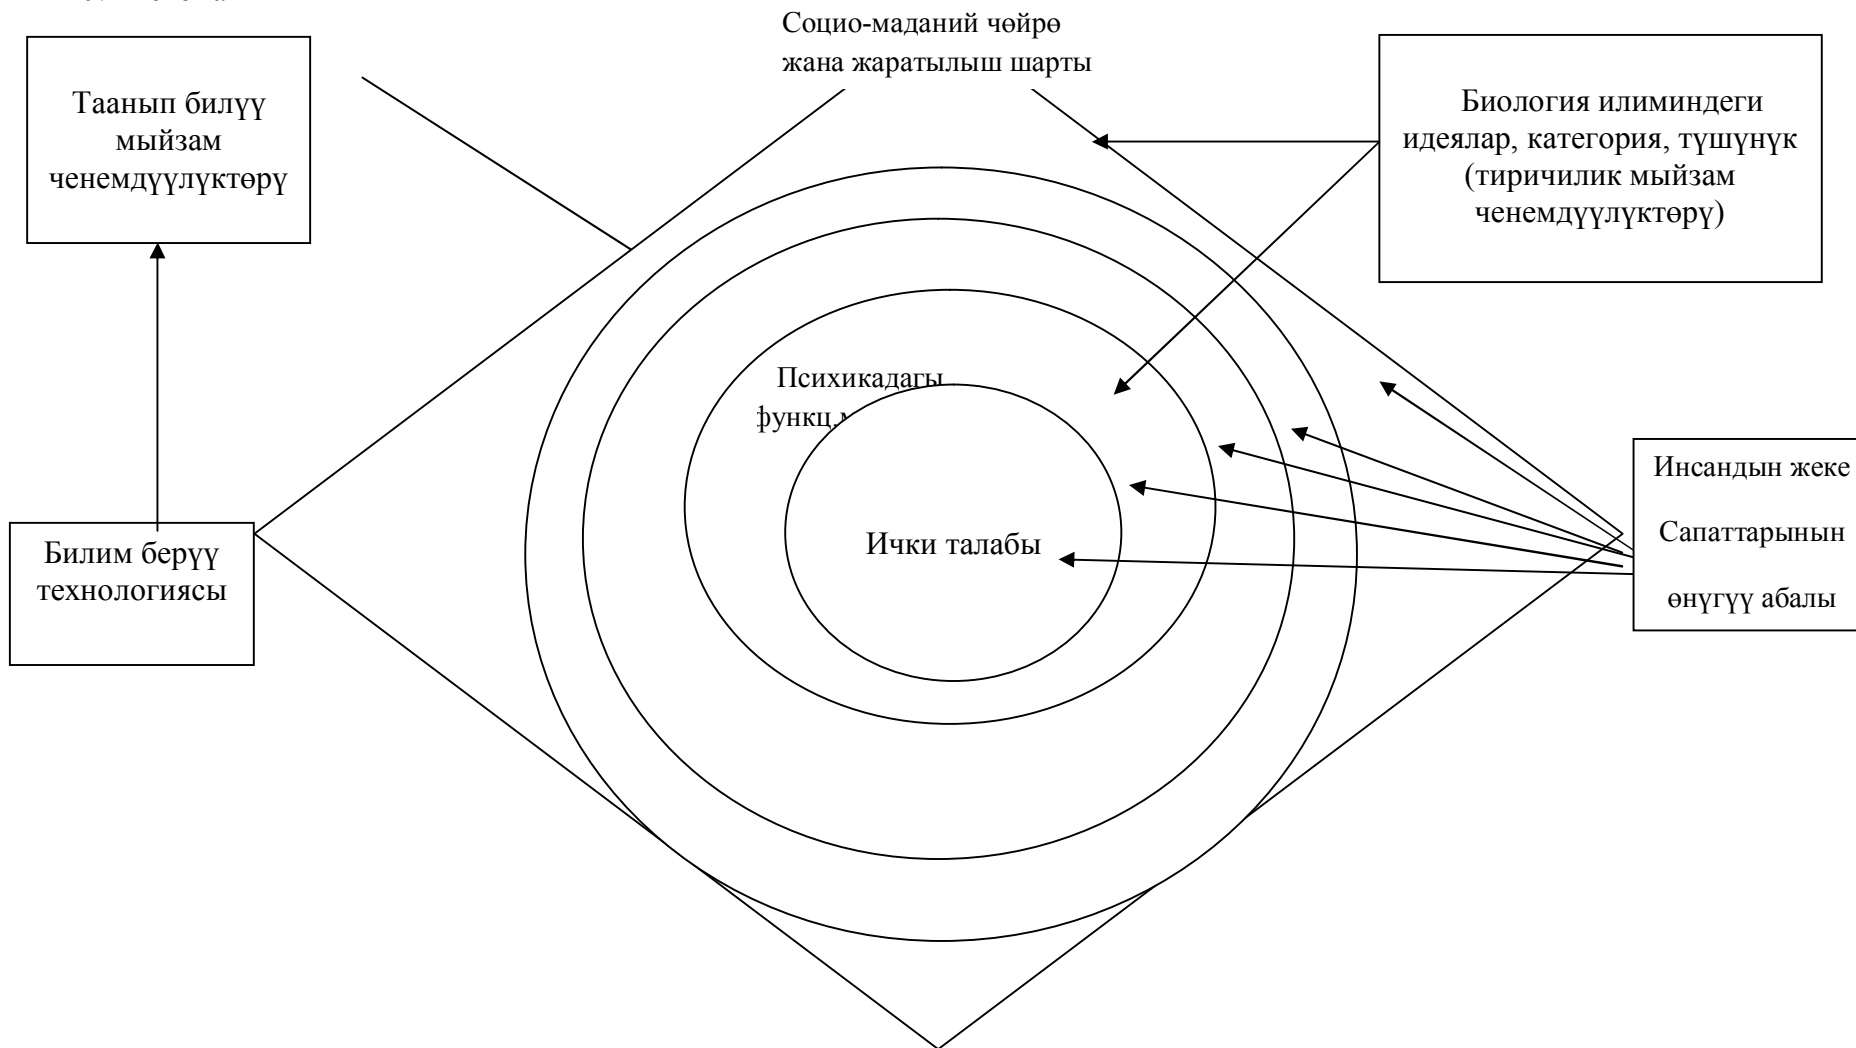 Социо-маданий чөйрө
жана жаратылыш шарты
Таанып билүү
мыйзам
ченемдүүлүктөрү
Биология илиминдеги
идеялар, категория, түшүнүк
(тиричилик мыйзам
ченемдүүлүктөрү)
Психикадагы
функц.
Ички талабы
Инсандын жеке
Сапаттарынын
өнүгүү абалы
Билим берүү
технологиясы